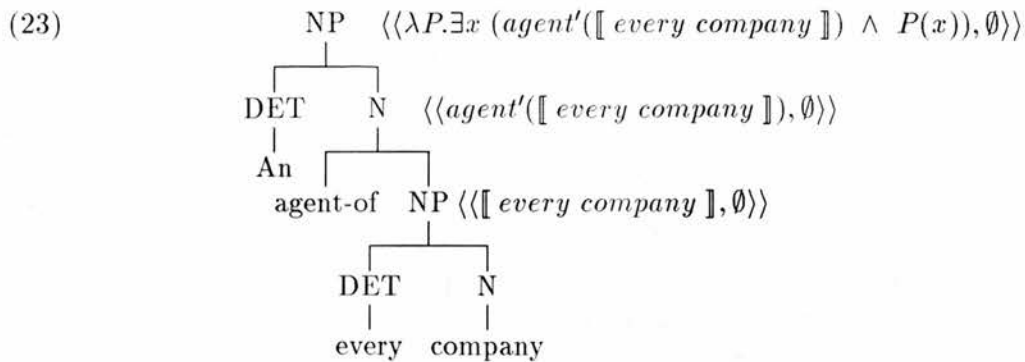 (23) NP ⟨⟨λP.∃x (agent′(⟦ every company ⟧) ∧ P(x)),∅⟩⟩
DET N ⟨⟨agent′(⟦ every company ⟧),∅⟩⟩
An
agent-of NP ⟨⟨⟦ every company ⟧,∅⟩⟩
DET N
every company